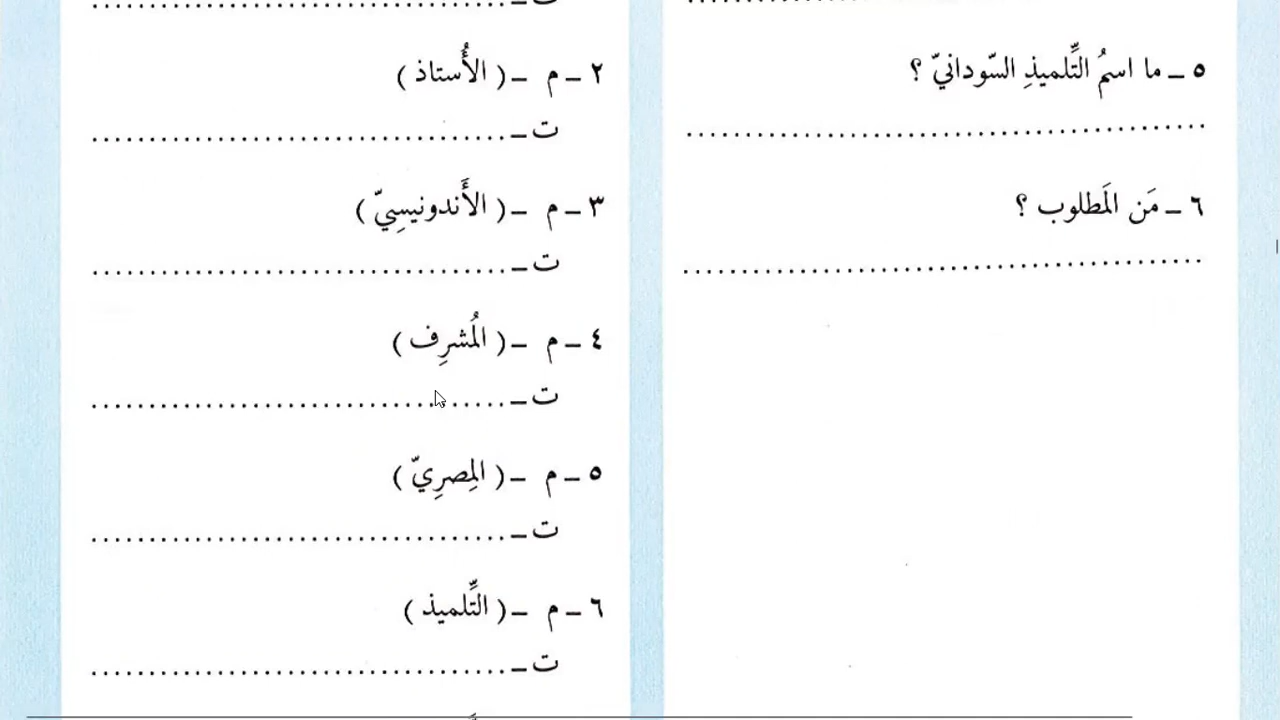 ٥ ـ ما اسمُ التِّلميذِ السّودانيّ ؟
................................................
٦ ـ مَن المَطلوب ؟
................................................
ت ـ ......................................
٢ ـ م ـ ( الأُستاذ )
ت ـ ......................................
٣ ـ م ـ ( الأَندونيسِيّ )
ت ـ ......................................
٤ ـ م ـ ( المُشرِف )
ت ـ ......................................
٥ ـ م ـ ( المِصرِيّ )
ت ـ ......................................
٦ ـ م ـ ( التِّلميذ )
ت ـ ......................................